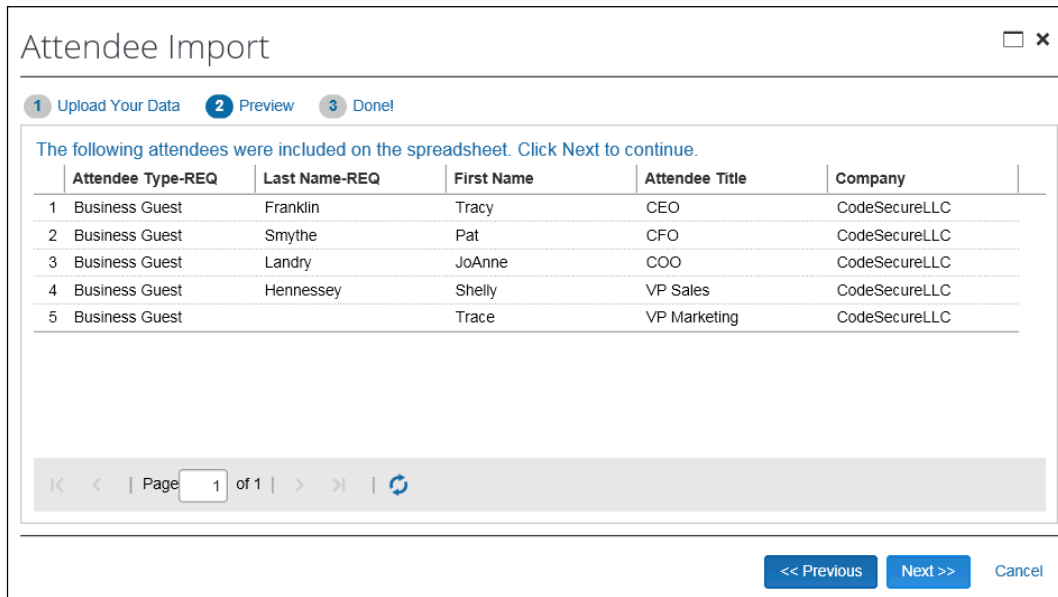 Attendee Import
1 Upload Your Data 2 Preview 3 Done!
The following attendees were included on the spreadsheet. Click Next to continue.
Attendee Type-REQ Last Name-REQ First Name Attendee Title Company
1 Business Guest Franklin Tracy CEO CodeSecureLLC
2 Business Guest Smythe Pat CFO CodeSecureLLC
3 Business Guest Landry JoAnne COO CodeSecureLLC
4 Business Guest Hennessey Shelly VP Sales CodeSecureLLC
5 Business Guest Trace VP Marketing CodeSecureLLC
Page 1 of 1
<< Previous Next >> Cancel